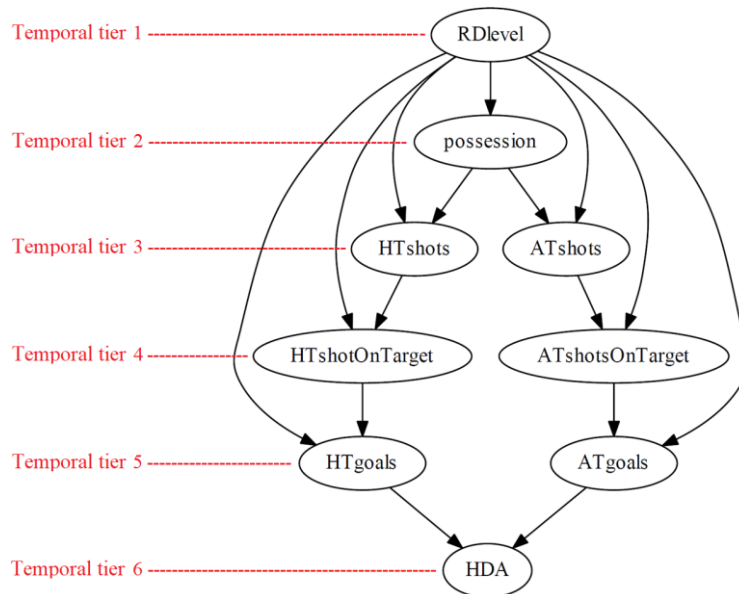 Temporal tier 1 RDlevel
Temporal tier 2 possession
Temporal tier 3 HTshots ATshots
Temporal tier 4 HTshotOnTarget ATshotsOnTarget
Temporal tier 5 HTgoals ATgoals
Temporal tier 6 HDA